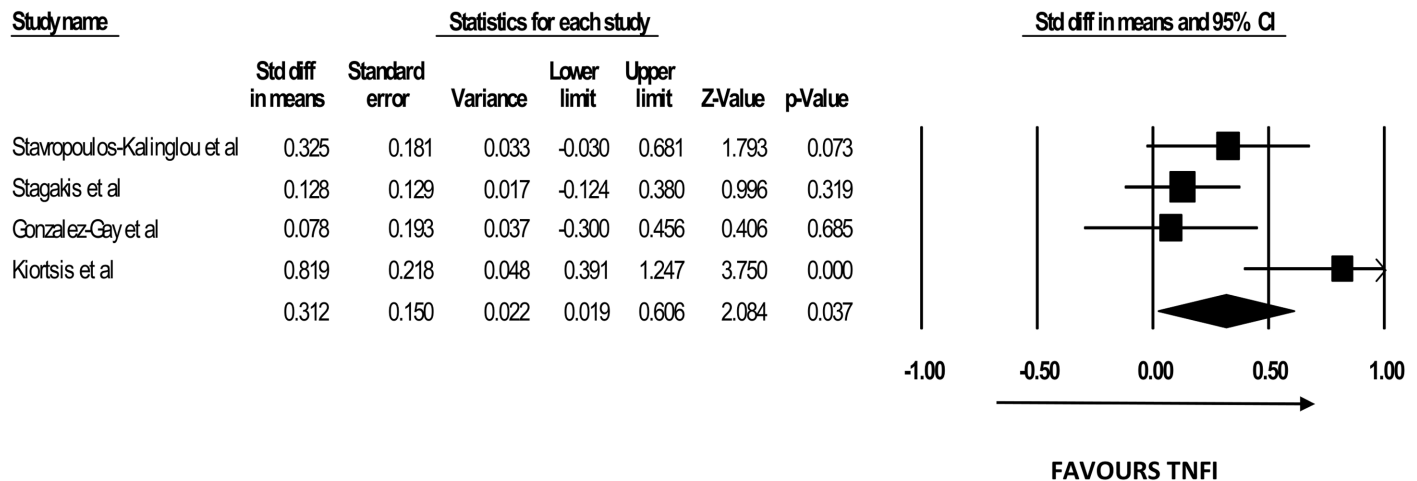 Study name Statistics for each study Std diff in means and 95% CI
Std diff Standard Lower Upper
in means error Variance limit limit Z-Value p-Value
Stavropoulos-Kalinglou et al 0.325 0.181 0.033 -0.030 0.681 1.793 0.073
Stagakis et al 0.128 0.129 0.017 -0.124 0.380 0.996 0.319
Gonzalez-Gay et al 0.078 0.193 0.037 -0.300 0.456 0.406 0.685
Kiortsis et al 0.819 0.218 0.048 0.391 1.247 3.750 0.000
0.312 0.150 0.022 0.019 0.606 2.084 0.037
-1.00 -0.50 0.00 0.50 1.00
FAVOURS TNFI